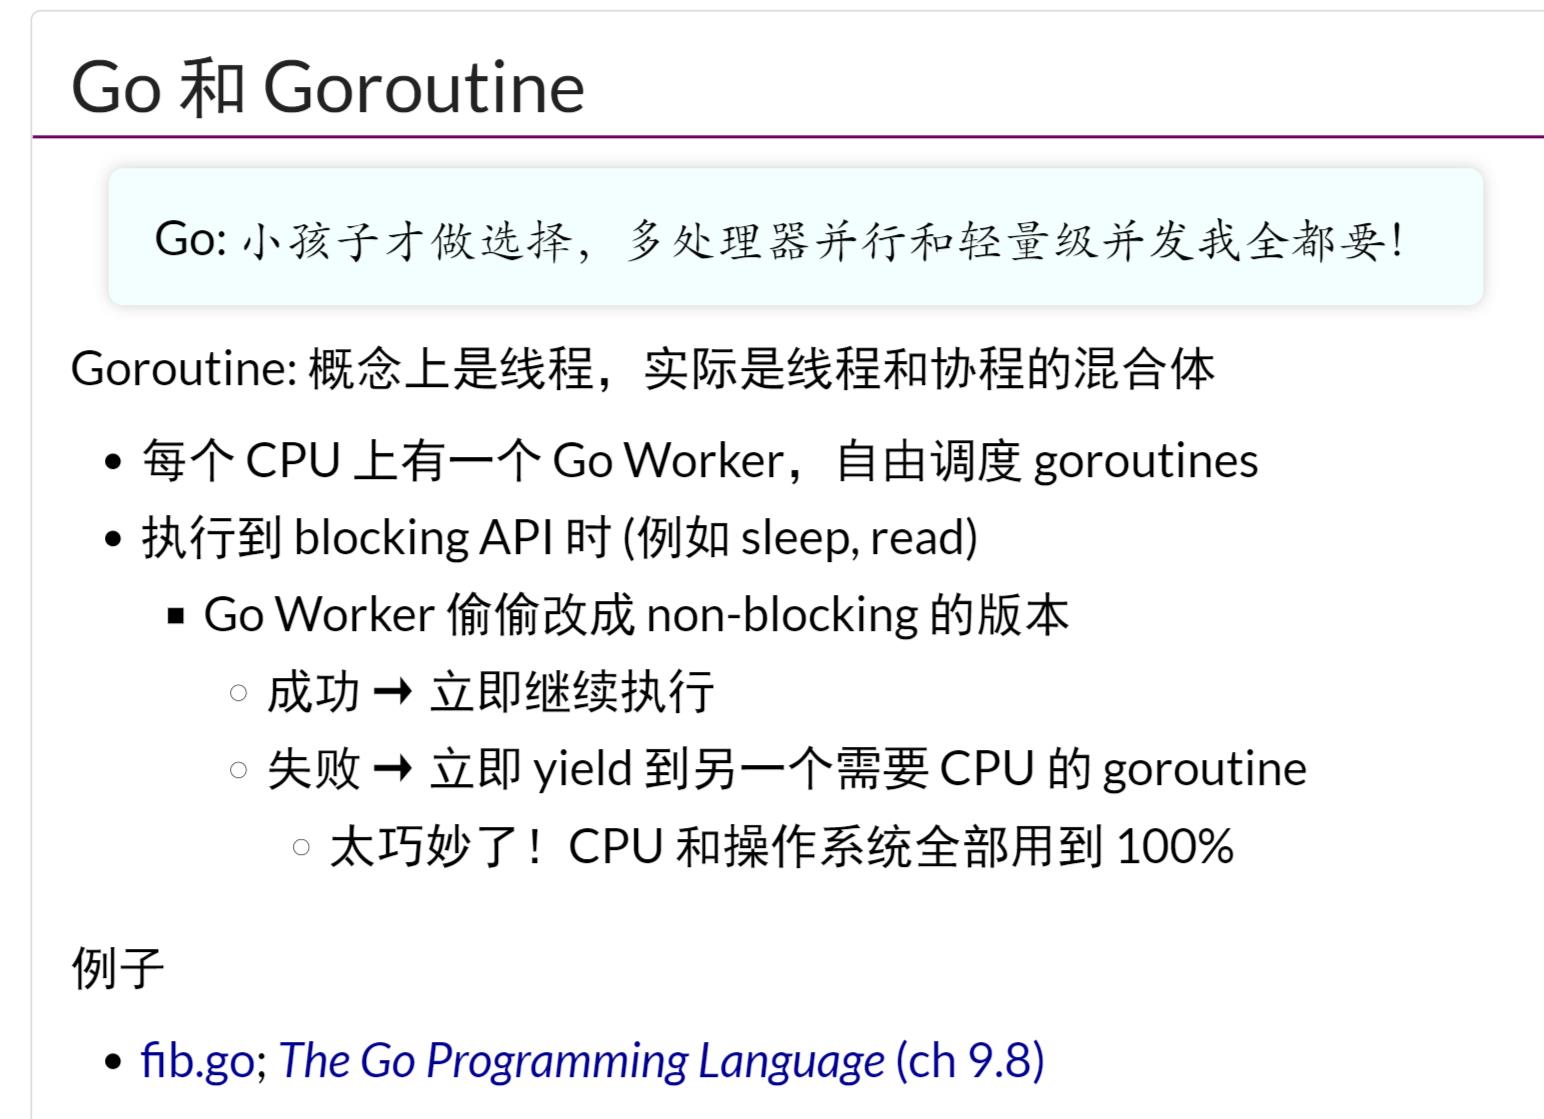 Go 和 Goroutine
Go: 小孩子才做选择，多处理器并行和轻量级并发我全都要!
Goroutine: 概念上是线程，实际是线程和协程的混合体
• 每个 CPU 上有一个 Go Worker，自由调度 goroutines
• 执行到 blocking API 时 (例如 sleep, read)
▪ Go Worker 偷偷改成 non-blocking 的版本
○ 成功 → 立即继续执行
○ 失败 → 立即 yield 到另一个需要 CPU 的 goroutine
○ 太巧妙了！CPU 和操作系统全部用到 100%
例子
• fib.go; The Go Programming Language (ch 9.8)